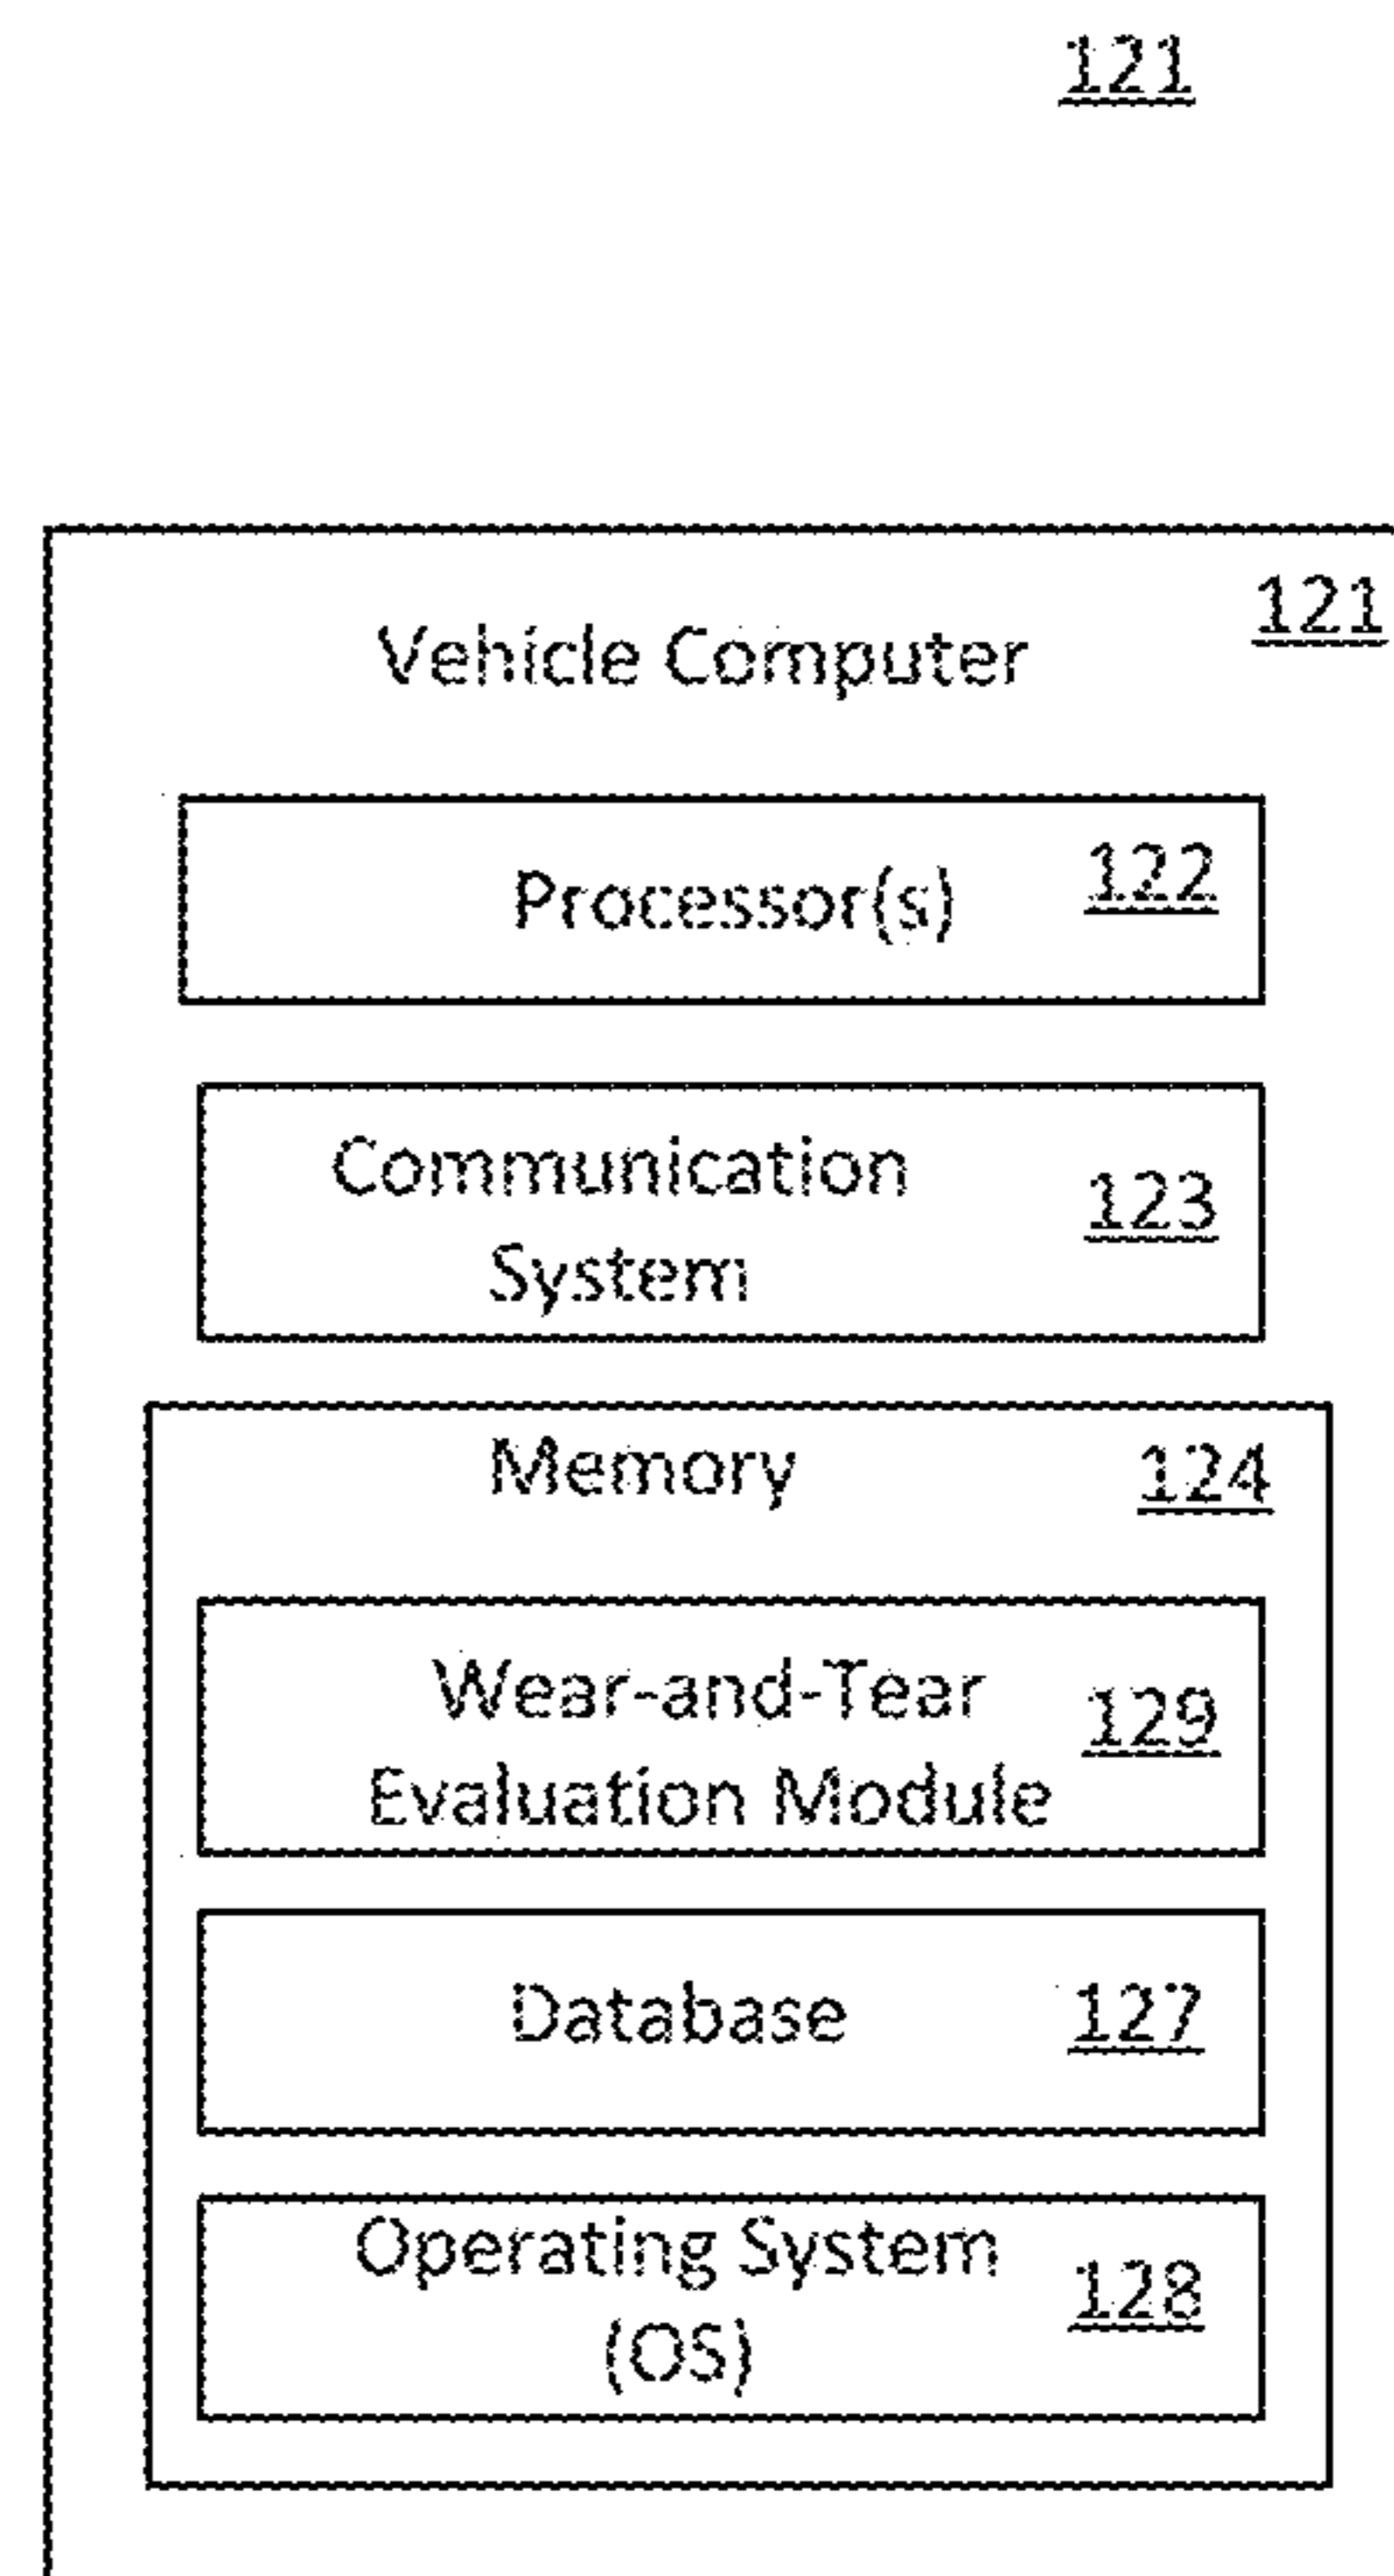 121
Vehicle Computer 121
Processor(s) 122
Communication
System 123
Memory 124
Wear-and-Tear
Evaluation Module 129
Database 127
Operating System
(OS) 128